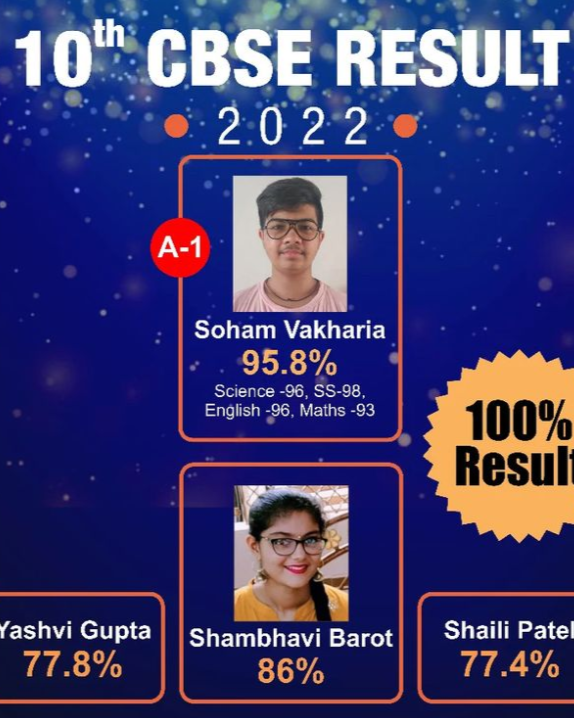 10th CBSE RESULT
2022
A-1
Soham Vakharia
95.8%
Science -96, SS-98,
English -96, Maths -93
100%
Result
Shambhavi Barot
86%
Yashvi Gupta
77.8%
Shaili Patel
77.4%